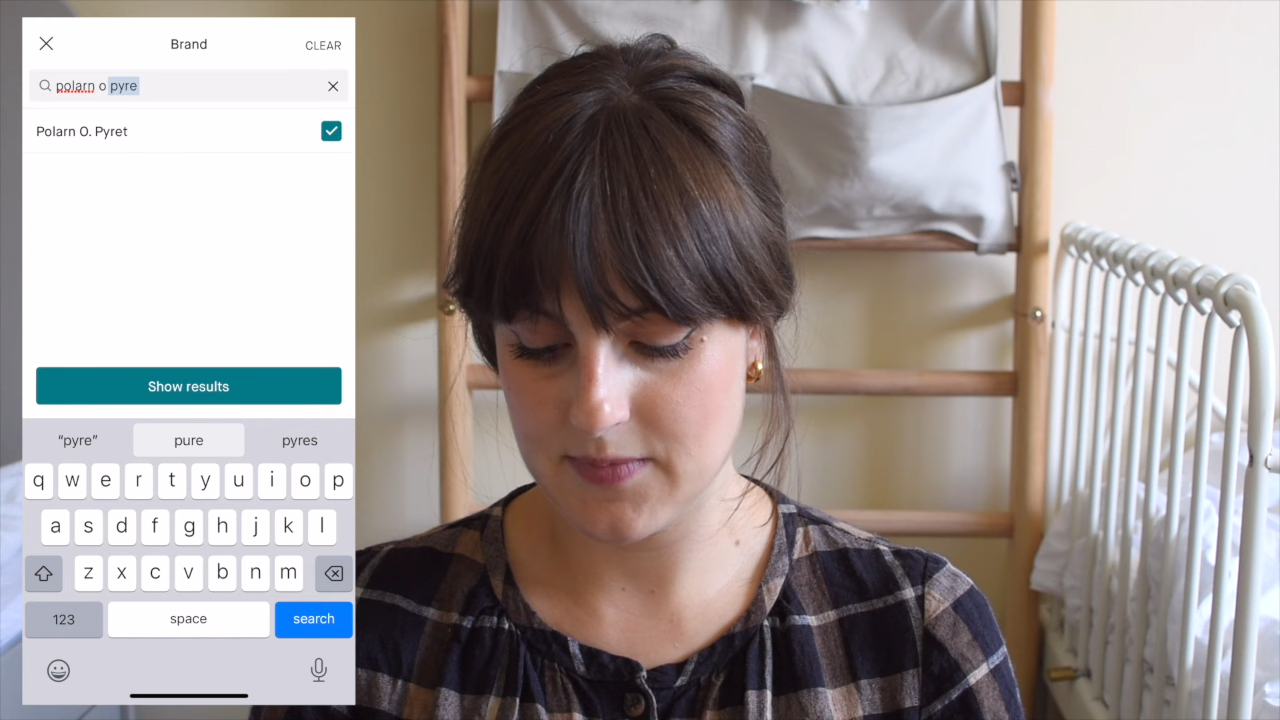 Brand
CLEAR
polarn o pyre
Polarn O. Pyret
Show results
“pyre”
pure
pyres
q w e r t y u i o p
a s d f g h j k l
z x c v b n m
123
space
search